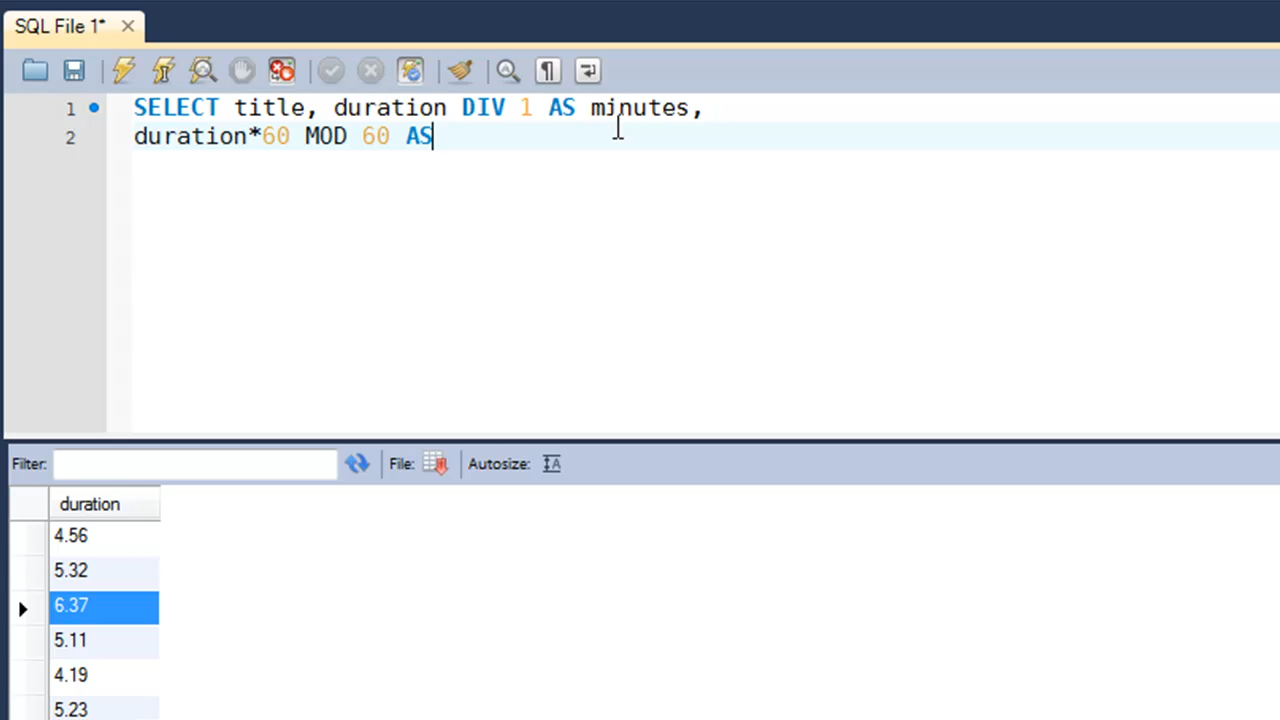 SQL File 1*
1 SELECT title, duration DIV 1 AS minutes,
2 duration*60 MOD 60 AS
Filter: File: Autosize:
duration
4.56
5.32
6.37
5.11
4.19
5.23